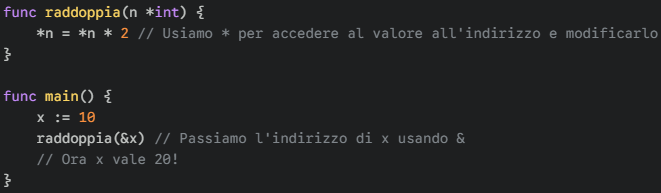 func raddoppia(n *int) {
    *n = *n * 2 // Usiamo * per accedere al valore all'indirizzo e modificarlo
}

func main() {
    x := 10
    raddoppia(&x) // Passiamo l'indirizzo di x usando &
    // Ora x vale 20!
}